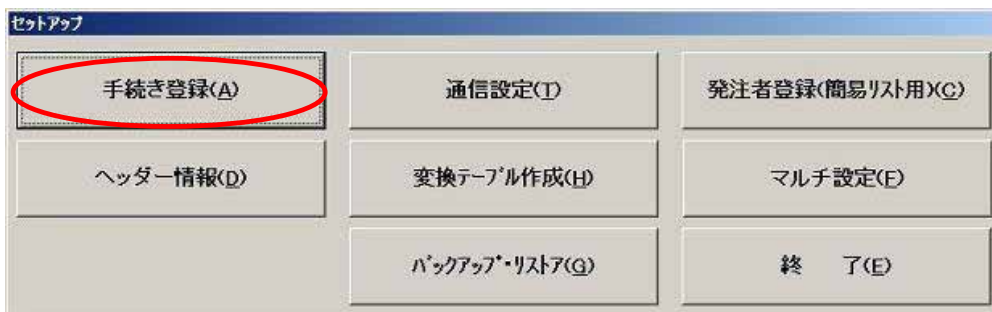 セットアップ
手続き登録(A) 通信設定(T) 発注者登録(簡易リスト用)(C)
ヘッダー情報(D) 変換テーブル作成(H) マルチ設定(F)
バックアップ・リストア(G) 終 了(E)